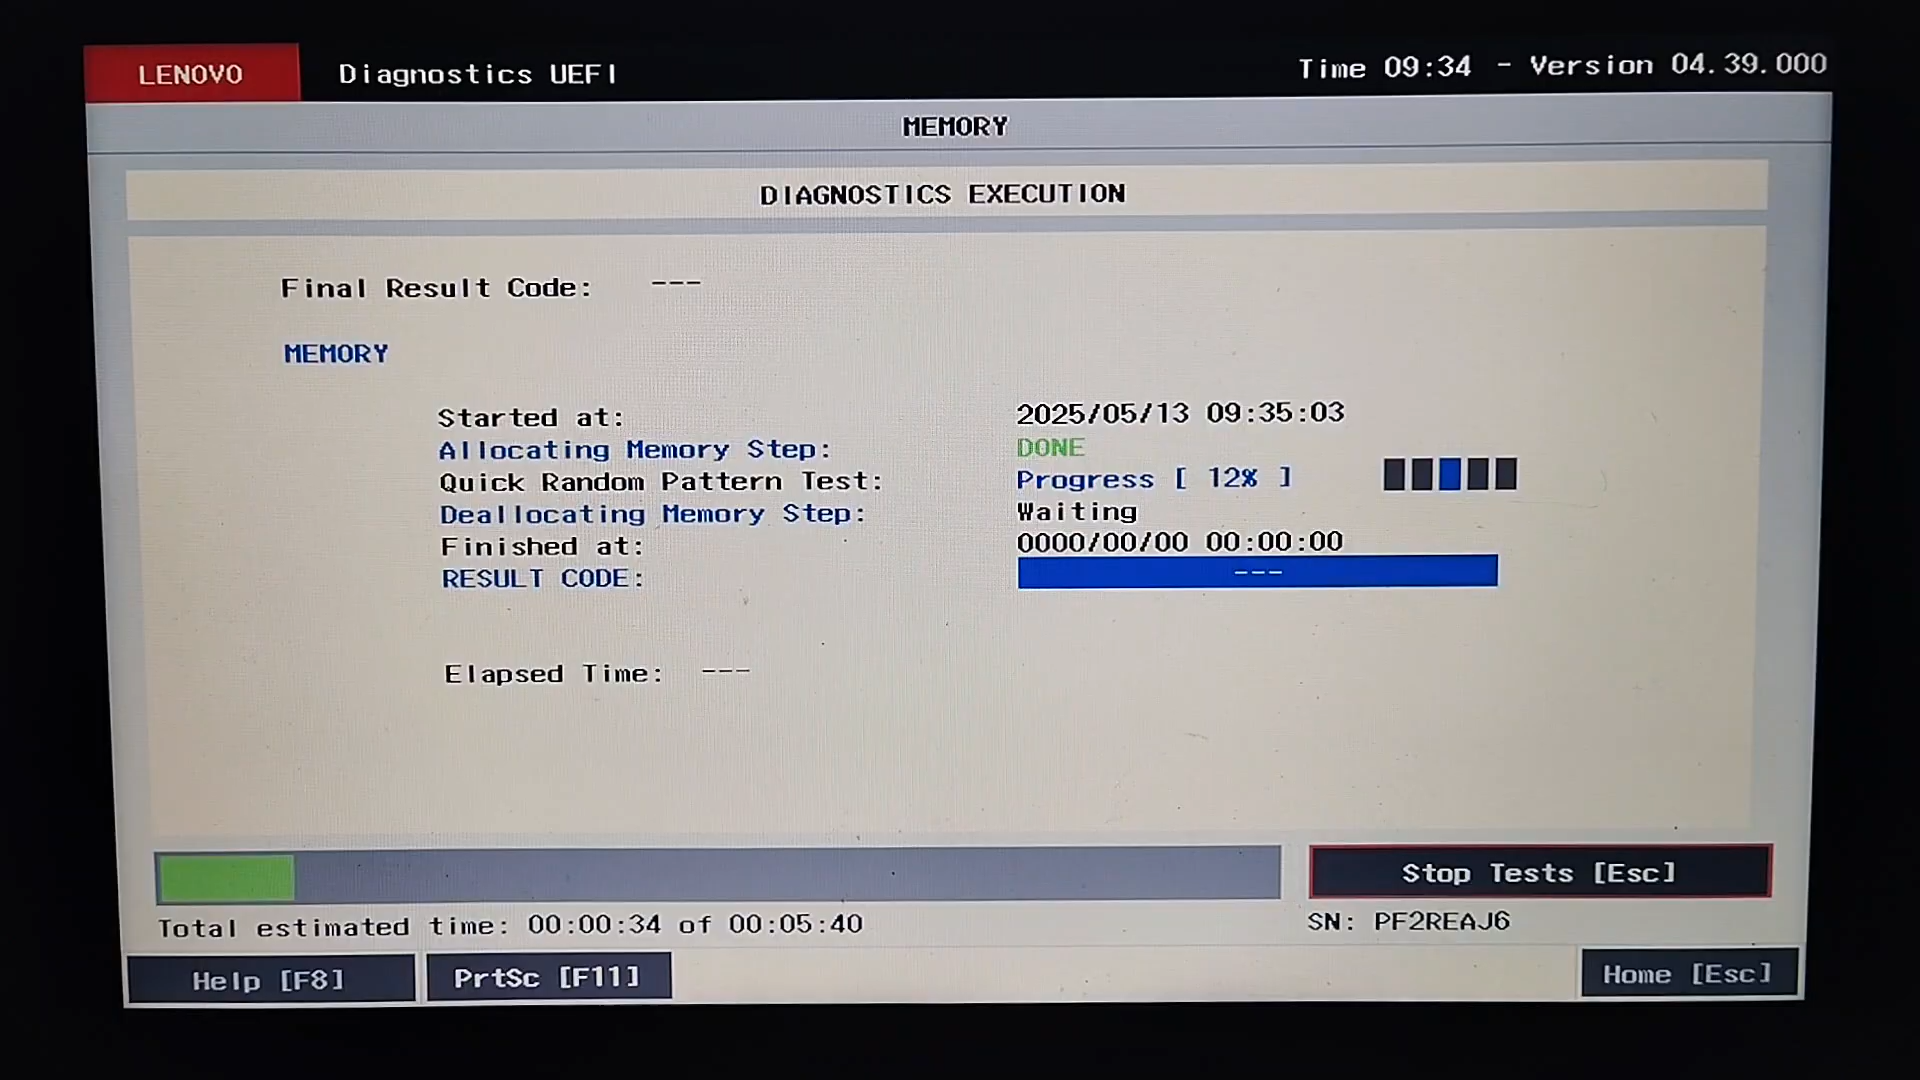 LENOVO Diagnostics UEFI Time 09:34 - Version 04.39.000
MEMORY
DIAGNOSTICS EXECUTION
Final Result Code: ---
MEMORY
Started at: 2025/05/13 09:35:03
Allocating Memory Step: DONE
Quick Random Pattern Test: Progress [ 12% ]
Deallocating Memory Step: Waiting
Finished at: 0000/00/00 00:00:00
RESULT CODE: ---
Elapsed Time: ---
Stop Tests [Esc]
Total estimated time: 00:00:34 of 00:05:40 SN: PF2REAJ6
Help [F8] PrtSc [F11] Home [Esc]